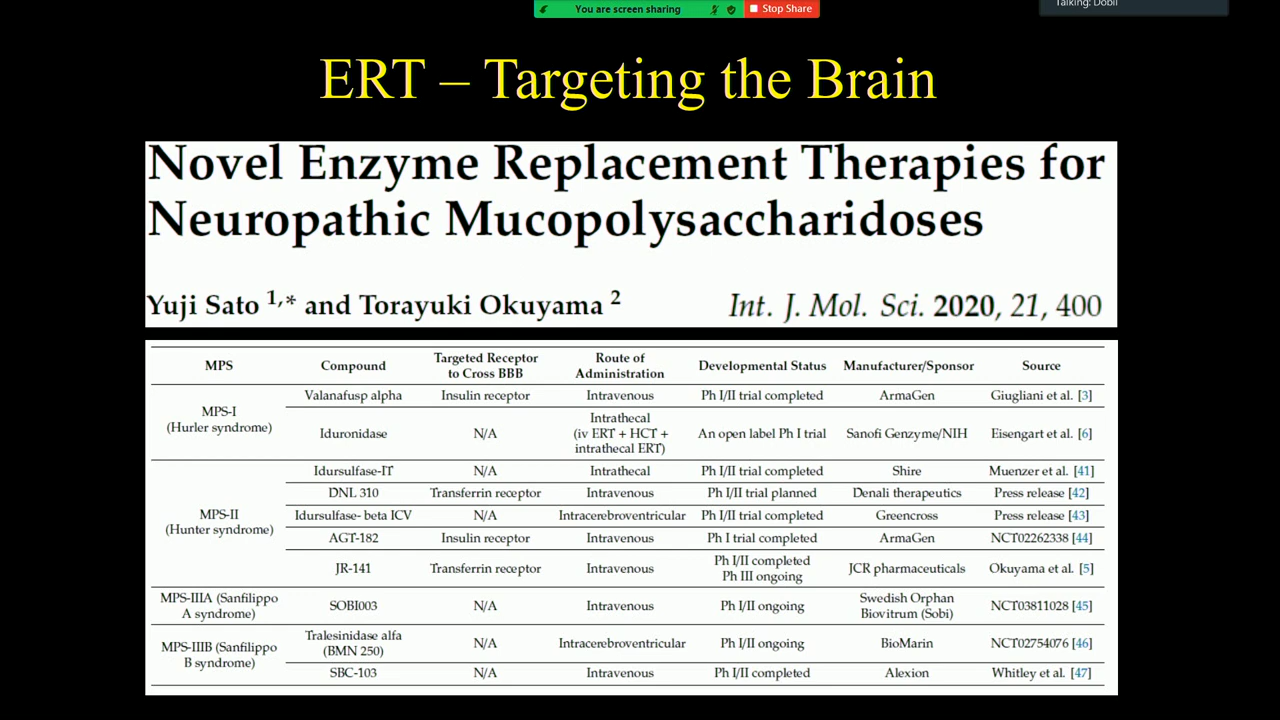 You are screen sharing
Stop Share
Talking: Dobil
ERT – Targeting the Brain
Novel Enzyme Replacement Therapies for
Neuropathic Mucopolysaccharidoses
Yuji Sato 1,* and Torayuki Okuyama 2 Int. J. Mol. Sci. 2020, 21, 400
MPS Compound Targeted Receptor to Cross BBB Route of Administration Developmental Status Manufacturer/Sponsor Source
MPS-I (Hurler syndrome) Valanafusp alpha Insulin receptor Intravenous Ph I/II trial completed ArmaGen Giugliani et al. [3]
Iduronidase N/A Intrathecal (iv ERT + HCT + intrathecal ERT) An open label Ph I trial Sanofi Genzyme/NIH Eisengart et al. [6]
MPS-II (Hunter syndrome) Idursulfase-IT N/A Intrathecal Ph I/II trial completed Shire Muenzer et al. [41]
DNL 310 Transferrin receptor Intravenous Ph I/II trial planned Denali therapeutics Press release [42]
Idursulfase- beta ICV N/A Intracerebroventricular Ph I/II trial completed Greencross Press release [43]
AGT-182 Insulin receptor Intravenous Ph I trial completed ArmaGen NCT02262338 [44]
JR-141 Transferrin receptor Intravenous Ph I/II completed Ph III ongoing JCR pharmaceuticals Okuyama et al. [5]
MPS-IIIA (Sanfilippo A syndrome) SOBI003 N/A Intravenous Ph I/II ongoing Swedish Orphan Biovitrum (Sobi) NCT03811028 [45]
MPS-IIIB (Sanfilippo B syndrome) Tralesinidase alfa (BMN 250) N/A Intracerebroventricular Ph I/II ongoing BioMarin NCT02754076 [46]
SBC-103 N/A Intravenous Ph I/II completed Alexion Whitley et al. [47]